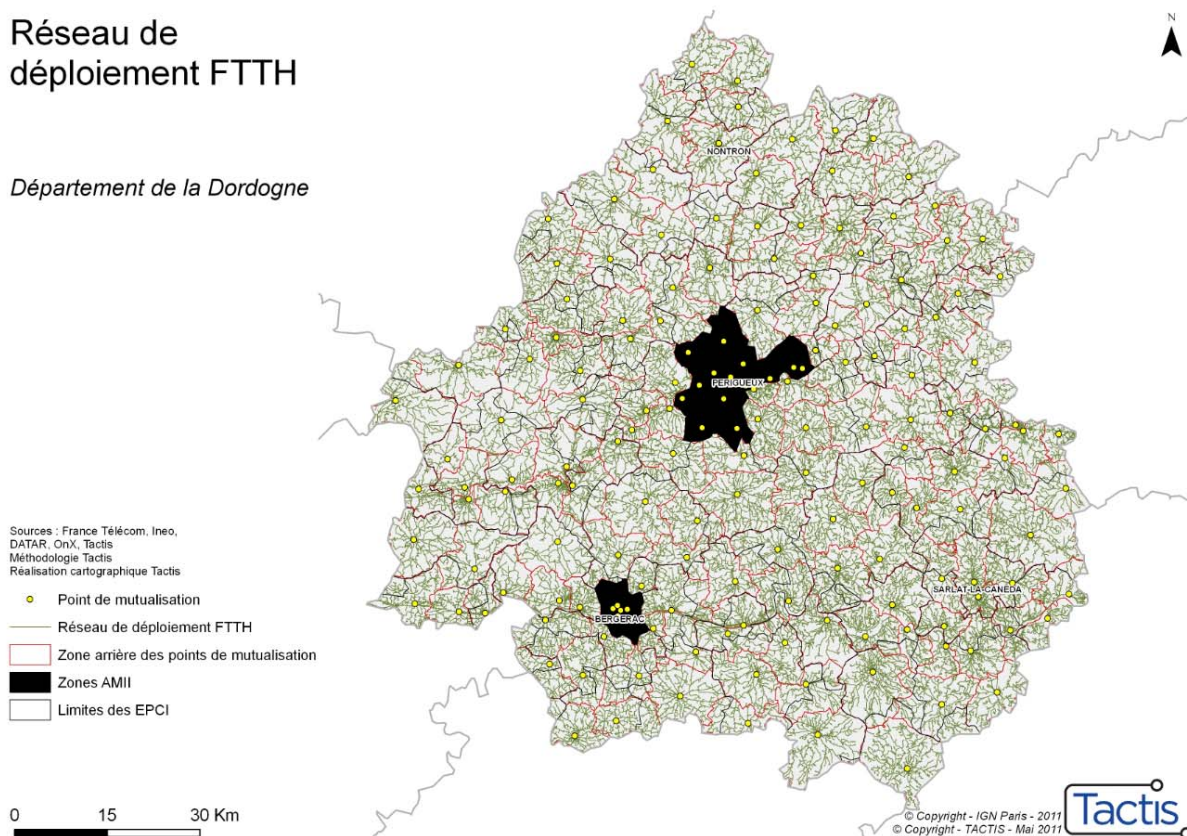 Réseau de
déploiement FTTH
N
Département de la Dordogne
NONTRON
PERIGUEUX
SARLAT-LA-CANEDA
BERGERAC
Sources : France Télécom, Ineo,
DATAR, OnX, Tactis
Méthodologie Tactis
Réalisation cartographique Tactis
Point de mutualisation
Réseau de déploiement FTTH
Zone arrière des points de mutualisation
Zones AMII
Limites des EPCI
0 15 30 Km
© Copyright - IGN Paris - 2011
© Copyright - TACTIS - Mai 2011
Tactis